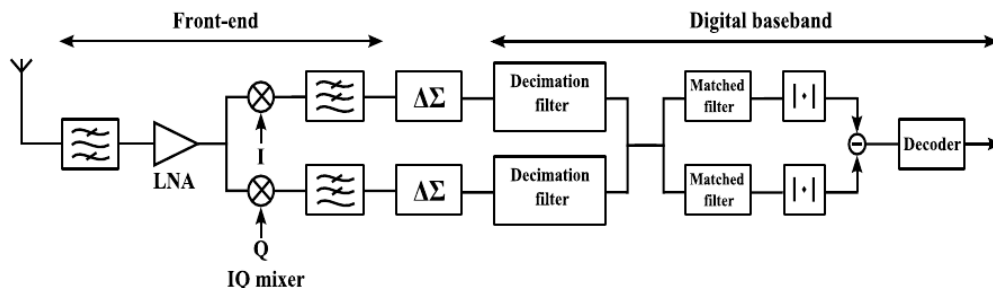 Front-end
Digital baseband
Decimation
filter
ΔΣ
Matched
filter
|·|
I
LNA
Decoder
Decimation
filter
ΔΣ
Matched
filter
|·|
Q
IQ mixer